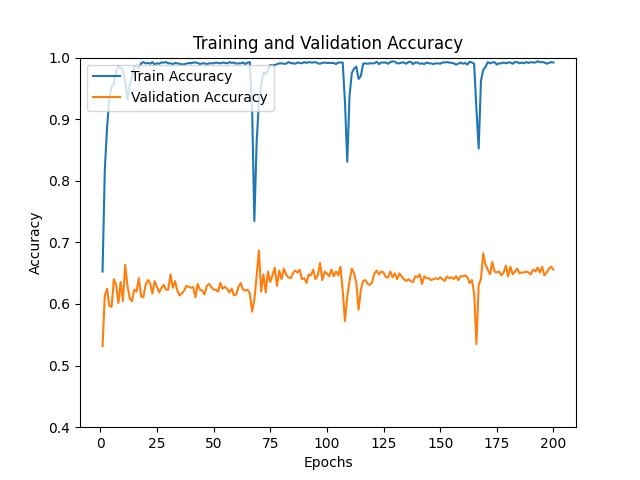 Training and Validation Accuracy
1.0
0.9
0.8
0.7
0.6
0.5
0.4
Accuracy
Train Accuracy
Validation Accuracy
0 25 50 75 100 125 150 175 200
Epochs